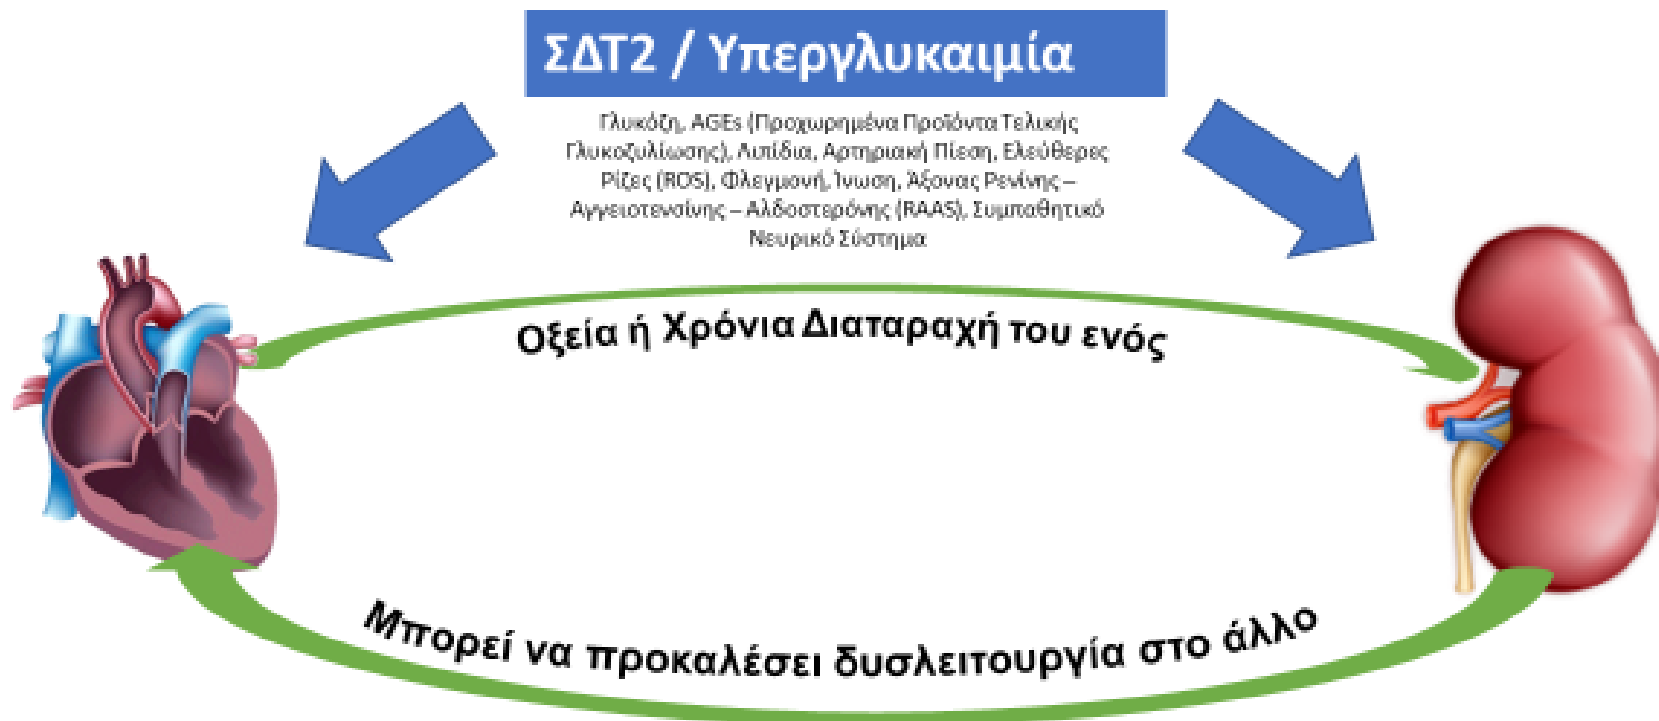 ΣΔΤ2 / Υπεργλυκαιμία
Γλυκόζη, AGEs (Προχωρημένα Προϊόντα Τελικής
Γλυκοζυλίωσης), Λιπίδια, Αρτηριακή Πίεση, Ελεύθερες
Ρίζες (ROS), Φλεγμονή, Ίνωση, Άξονας Ρενίνης –
Αγγειοτενσίνης – Αλδοστερόνης (RAAS), Συμπαθητικό
Νευρικό Σύστημα
Οξεία ή Χρόνια Διαταραχή του ενός
Μπορεί να προκαλέσει δυσλειτουργία στο άλλο